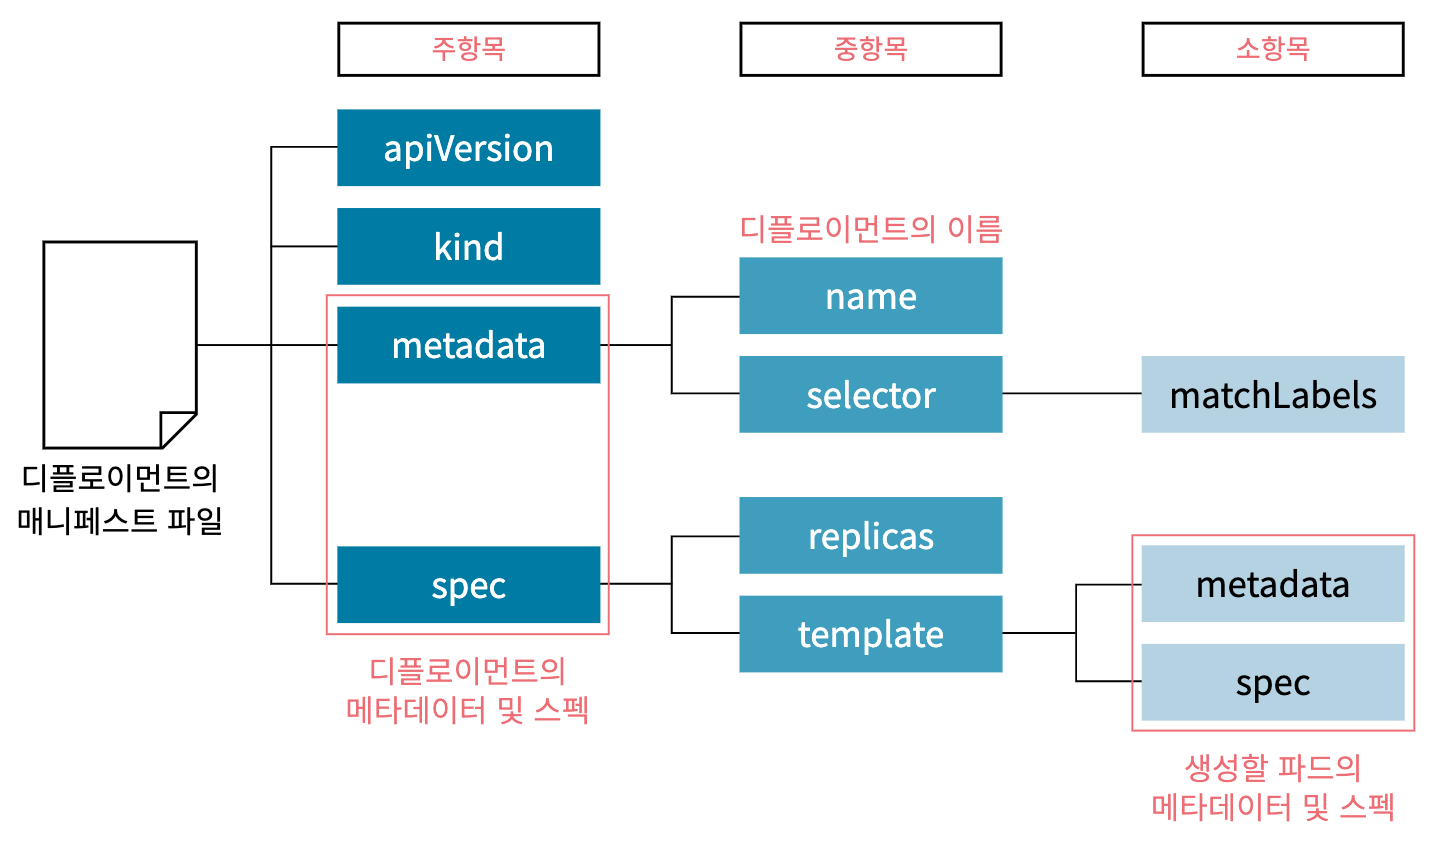 주항목
중항목
소항목
apiVersion
kind
디플로이먼트의 이름
metadata
name
selector
matchLabels
디플로이먼트의
매니페스트 파일
replicas
spec
template
metadata
spec
디플로이먼트의
메타데이터 및 스펙
생성할 파드의
메타데이터 및 스펙